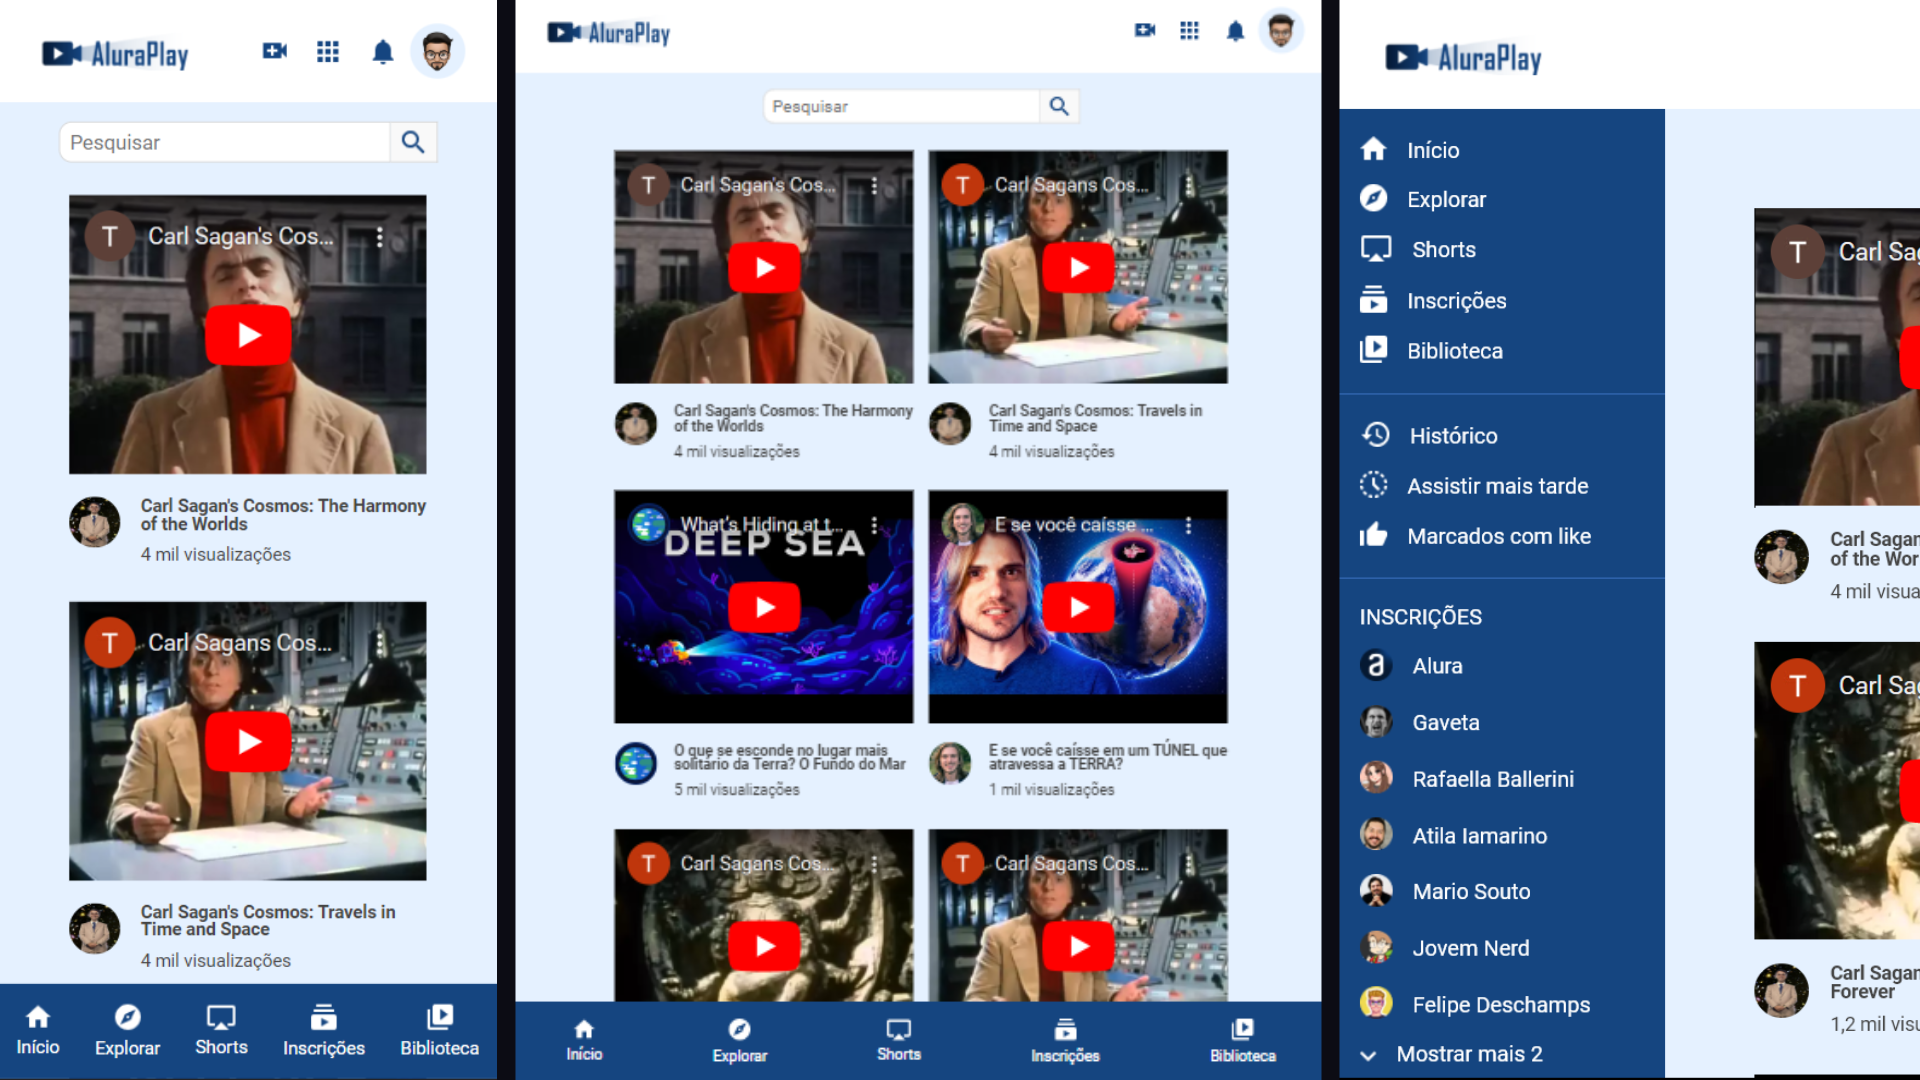 AluraPlay
Pesquisar
T
Carl Sagan's Cos...
Carl Sagan's Cosmos: The Harmony
of the Worlds
4 mil visualizações
T
Carl Sagans Cos...
Carl Sagan's Cosmos: Travels in
Time and Space
4 mil visualizações
Início
Explorar
Shorts
Inscrições
Biblioteca
AluraPlay
Pesquisar
T
Carl Sagan's Cos...
T
Carl Sagans Cos...
Carl Sagan's Cosmos: The Harmony
of the Worlds
4 mil visualizações
Carl Sagan's Cosmos: Travels in
Time and Space
4 mil visualizações
What's Hiding at t...
DEEP SEA
E se você caísse ...
O que se esconde no lugar mais
solitário da Terra? O Fundo do Mar
5 mil visualizações
E se você caísse em um TÚNEL que
atravessa a TERRA?
1 mil visualizações
T
Carl Sagans Cos...
T
Carl Sagans Cos...
Início
Explorar
Shorts
Inscrições
Biblioteca
AluraPlay
Início
Explorar
Shorts
Inscrições
Biblioteca
Histórico
Assistir mais tarde
Marcados com like
INSCRIÇÕES
a
Alura
Gaveta
Rafaella Ballerini
Atila Iamarino
Mario Souto
Jovem Nerd
Felipe Deschamps
Mostrar mais 2
T
Carl Sag
Carl Sagan
of the Wor
4 mil visua
T
Carl Sag
Carl Sagan
Forever
1,2 mil visu